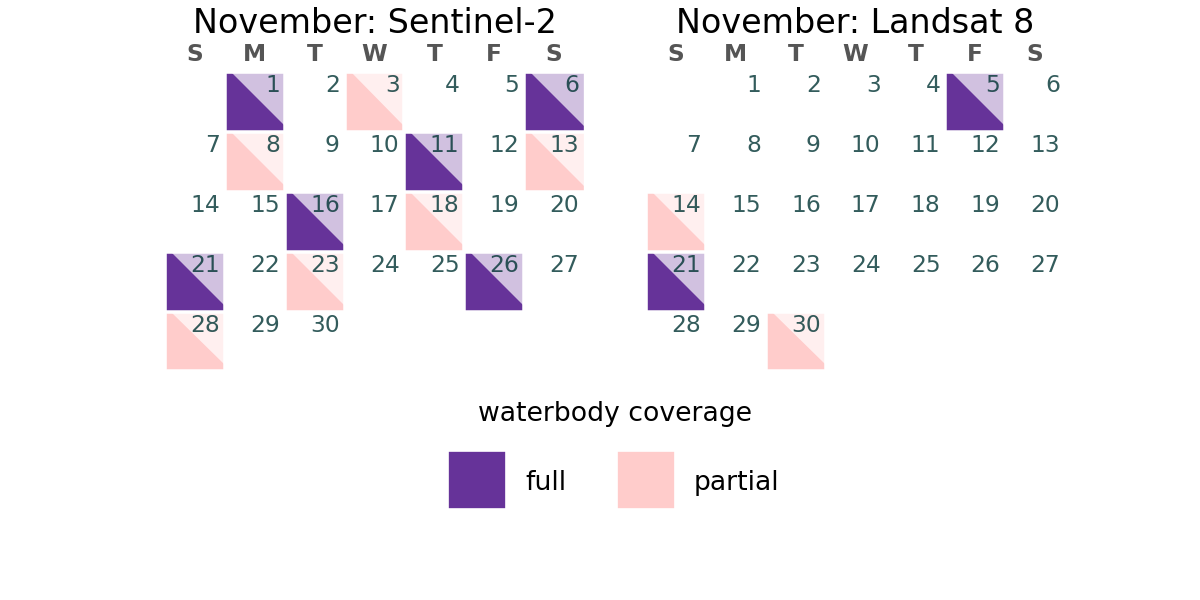 November: Sentinel-2
S M T W T F S
1 2 3 4 5 6
7 8 9 10 11 12 13
14 15 16 17 18 19 20
21 22 23 24 25 26 27
28 29 30
November: Landsat 8
S M T W T F S
1 2 3 4 5 6
7 8 9 10 11 12 13
14 15 16 17 18 19 20
21 22 23 24 25 26 27
28 29 30
waterbody coverage
full
partial